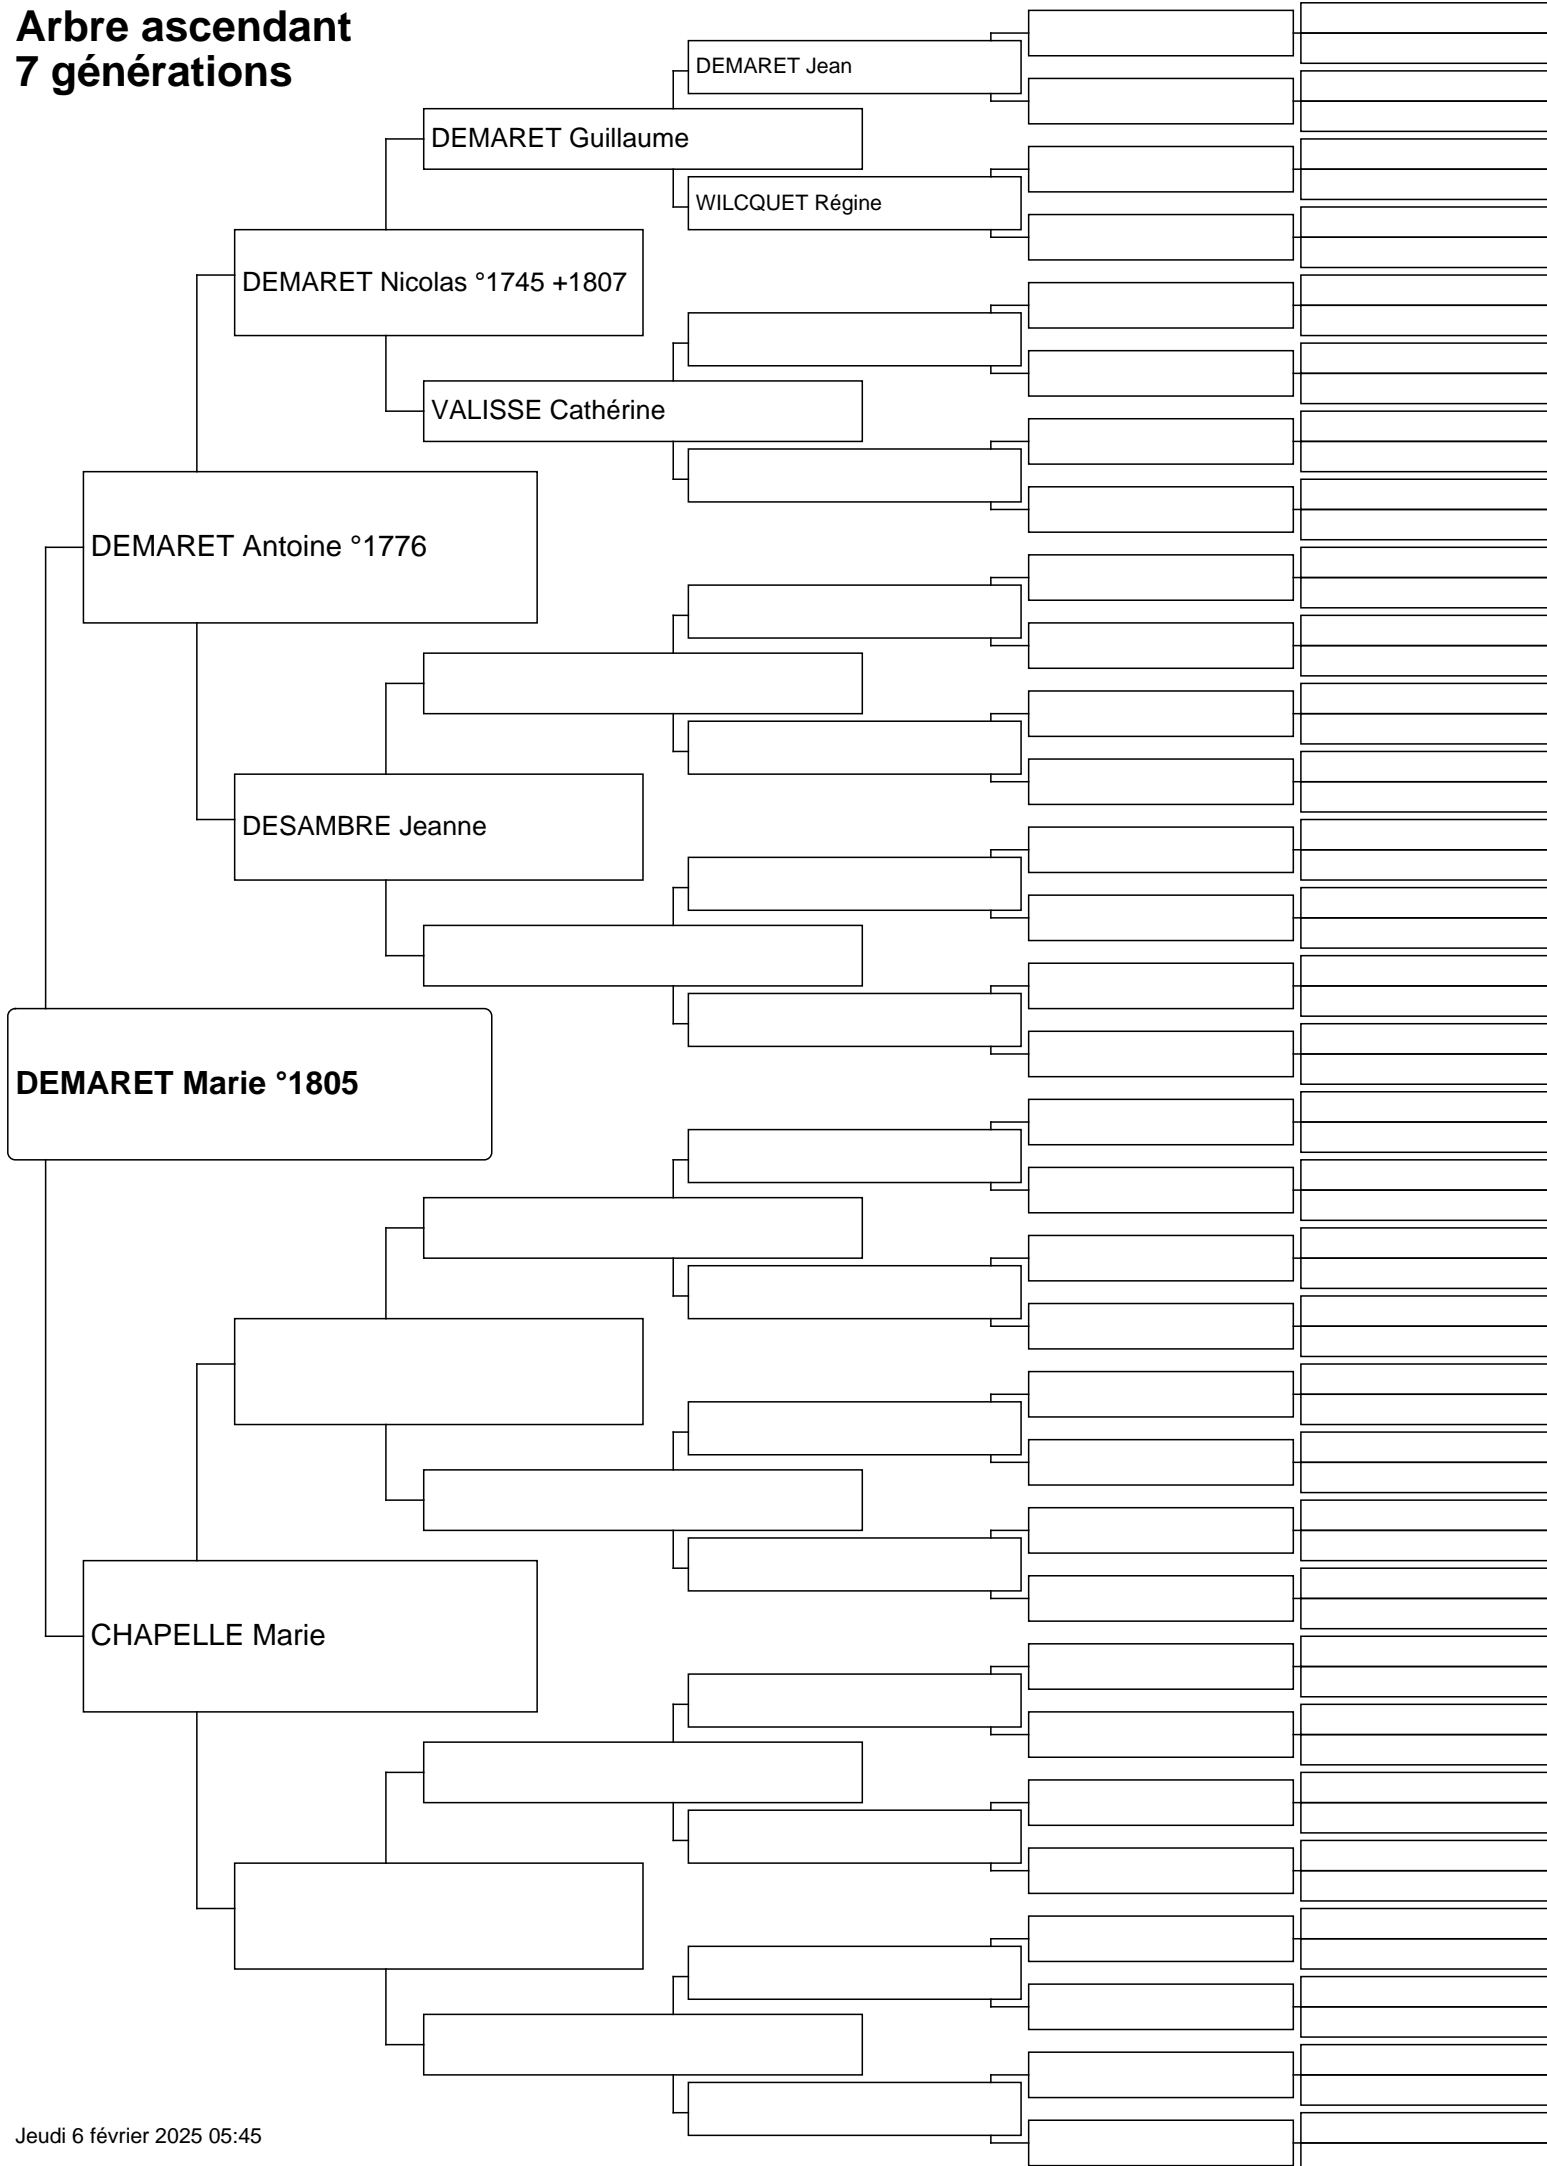 Arbre ascendant
7 générations
DEMARET Jean
DEMARET Guillaume
WILCQUET Régine
DEMARET Nicolas °1745 +1807
VALISSE Cathérine
DEMARET Antoine °1776
DESAMBRE Jeanne
DEMARET Marie °1805
CHAPELLE Marie
Jeudi 6 février 2025 05:45